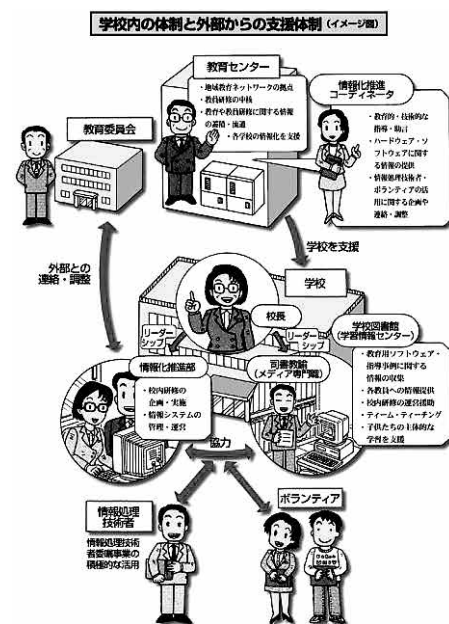 学校内の体制と外部からの支援体制（イメージ図）
教育センター
・地域教育ネットワークの拠点
・教員研修の中核
・教育や教員研修に関する情報
の蓄積・流通
・各学校の情報化を支援
情報化推進
コーディネータ
・教育的・技術的な
指導・助言
・ハードウェア・ソ
フトウェアに関す
る情報の提供
・情報処理技術者・
ボランティアの活
用に関する企画や
連絡・調整
教育委員会
外部との
連絡・調整
学校を支援
学校
校長
リーダー
シップ
リーダー
シップ
学校図書館
（学習情報センター）
・教育用ソフトウェア・
指導事例に関する
情報の収集
・各教員への情報提供
・校内研修の運営援助
・ティーム・ティーチング
・子供たちの主体的な
学習を支援
情報化推進部
・校内研修の
企画・実施
・情報システムの
管理・運営
司書教諭
（メディア専門職）
協力
情報処理
技術者
情報処理技術
者委嘱事業の
積極的な活用
ボランティア